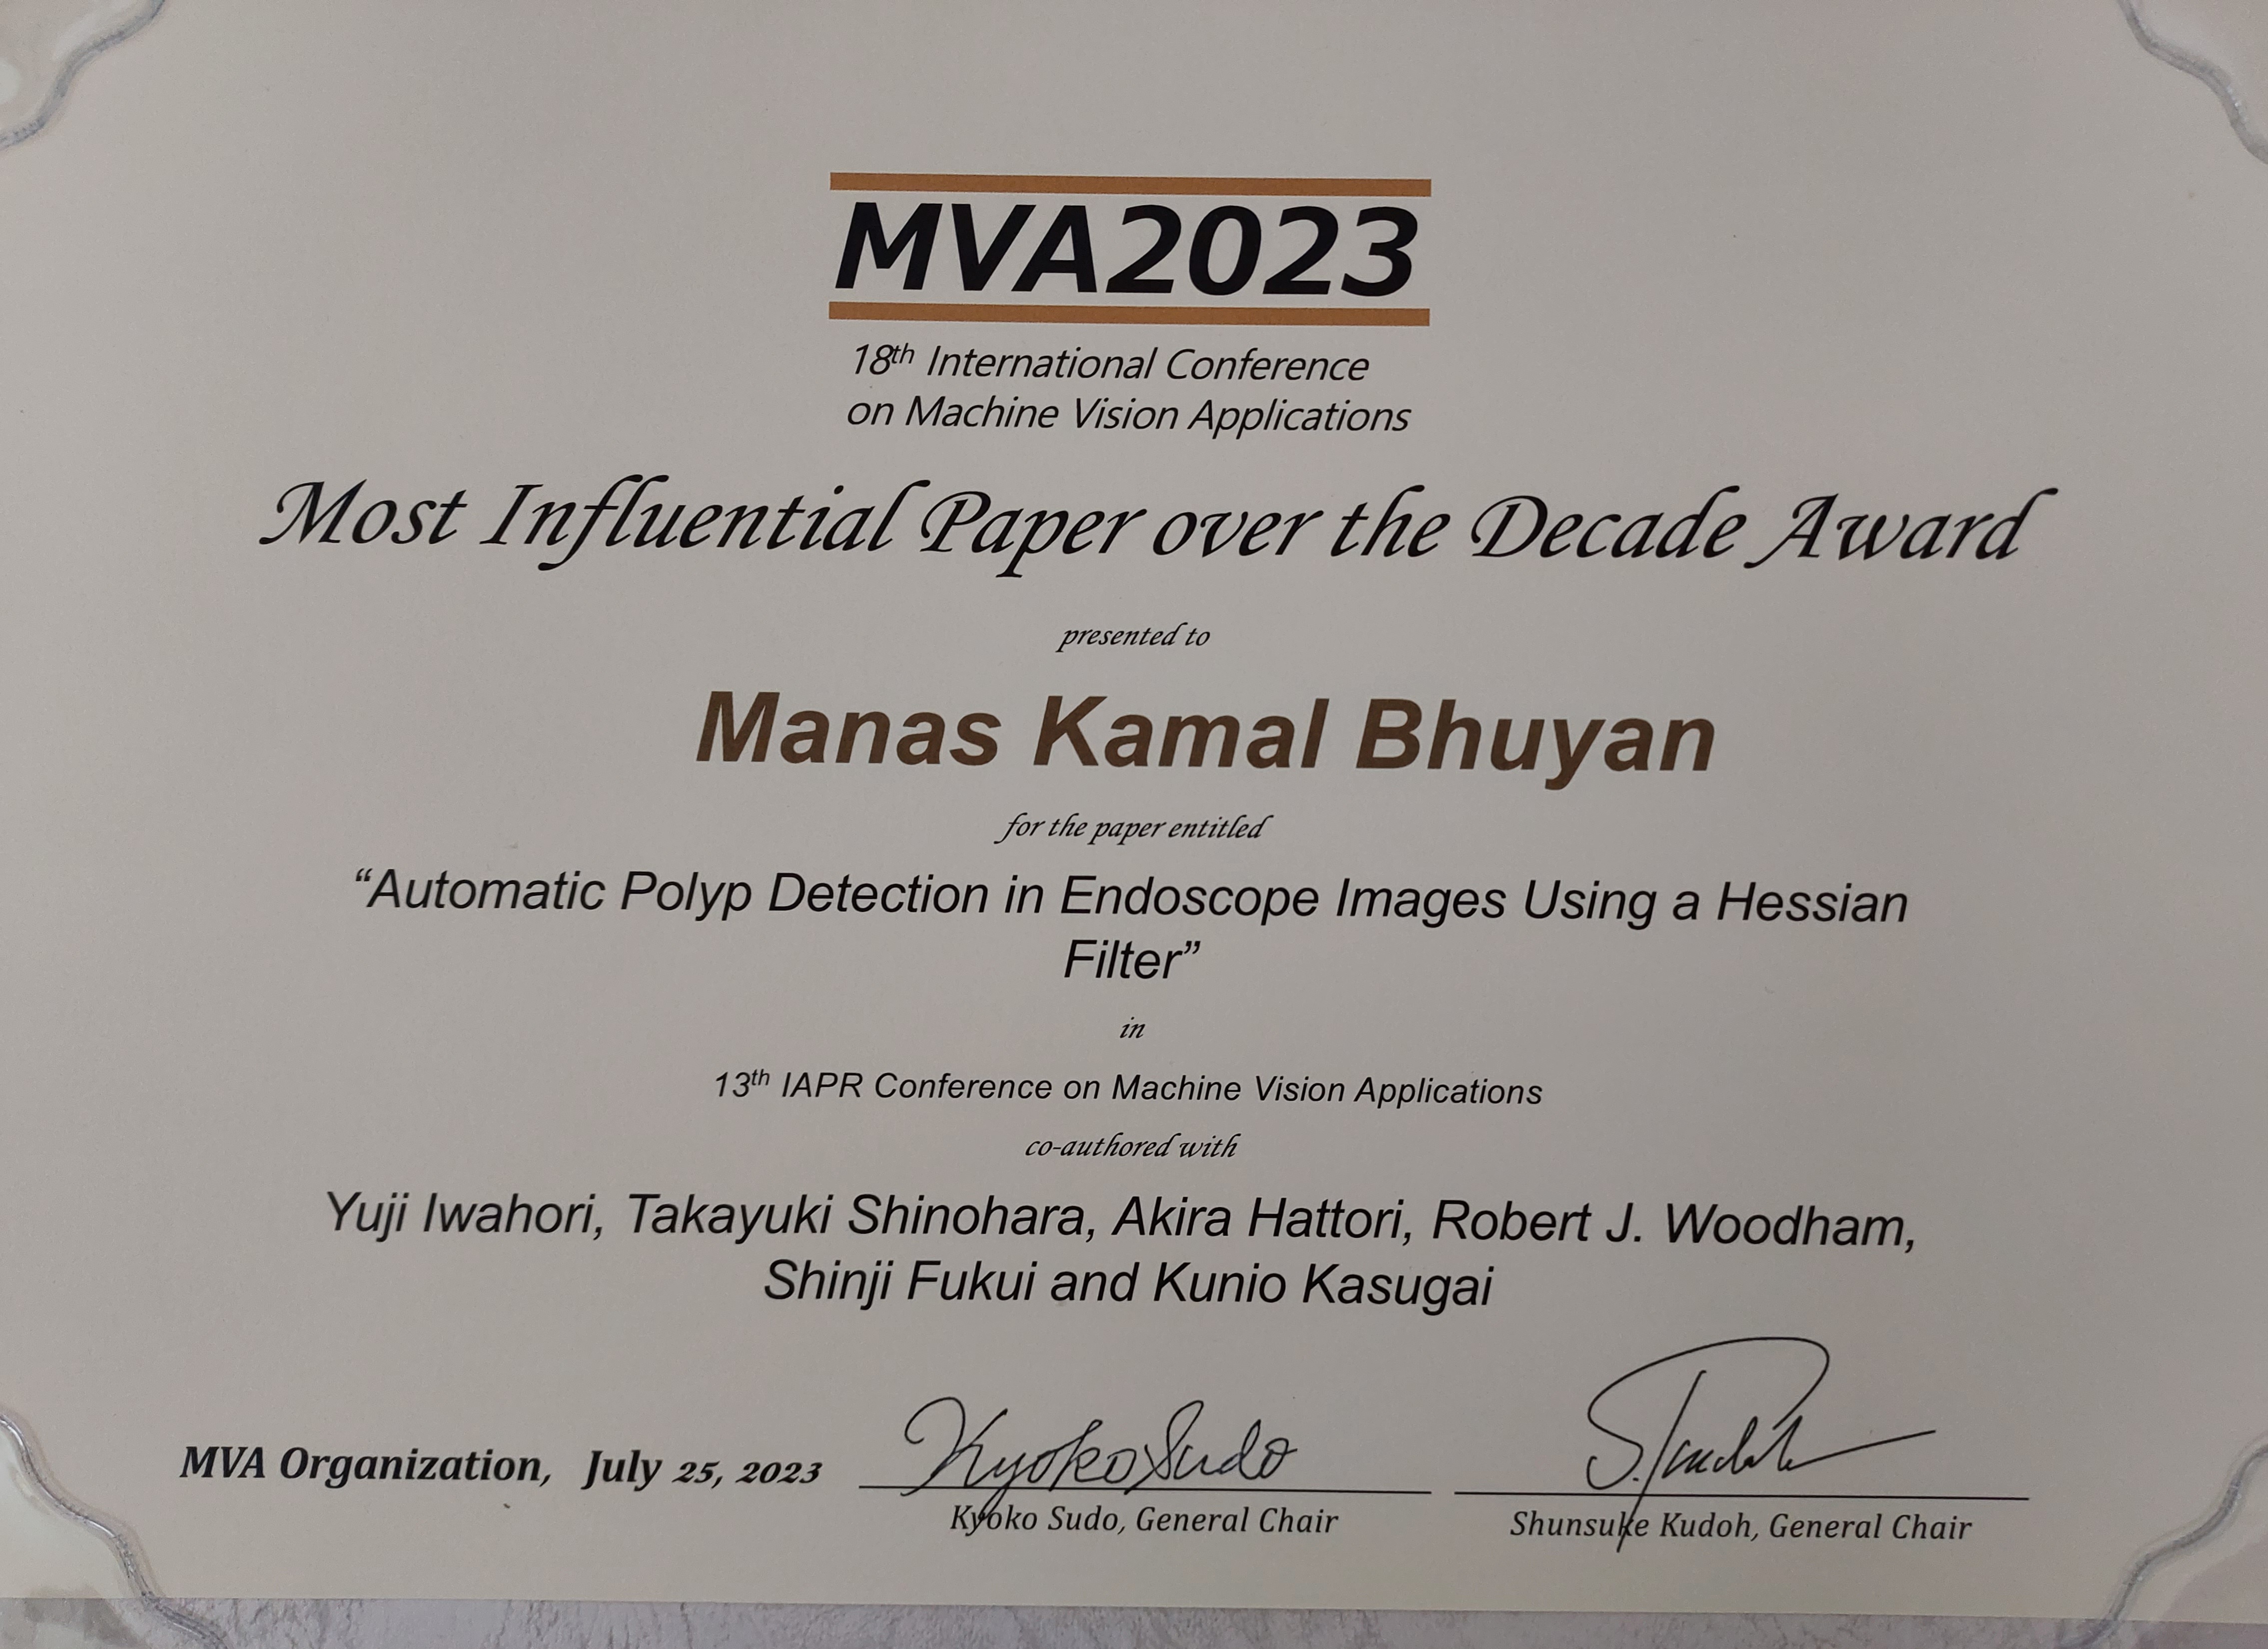 MVA2023
18th International Conference
on Machine Vision Applications
Most Influential Paper over the Decade Award
presented to
Manas Kamal Bhuyan
for the paper entitled
“Automatic Polyp Detection in Endoscope Images Using a Hessian
Filter”
in
13th IAPR Conference on Machine Vision Applications
co-authored with
Yuji Iwahori, Takayuki Shinohara, Akira Hattori, Robert J. Woodham,
Shinji Fukui and Kunio Kasugai
MVA Organization, July 25, 2023
Kyoko Sudo
Kyoko Sudo, General Chair
Shunsuke Kudoh, General Chair